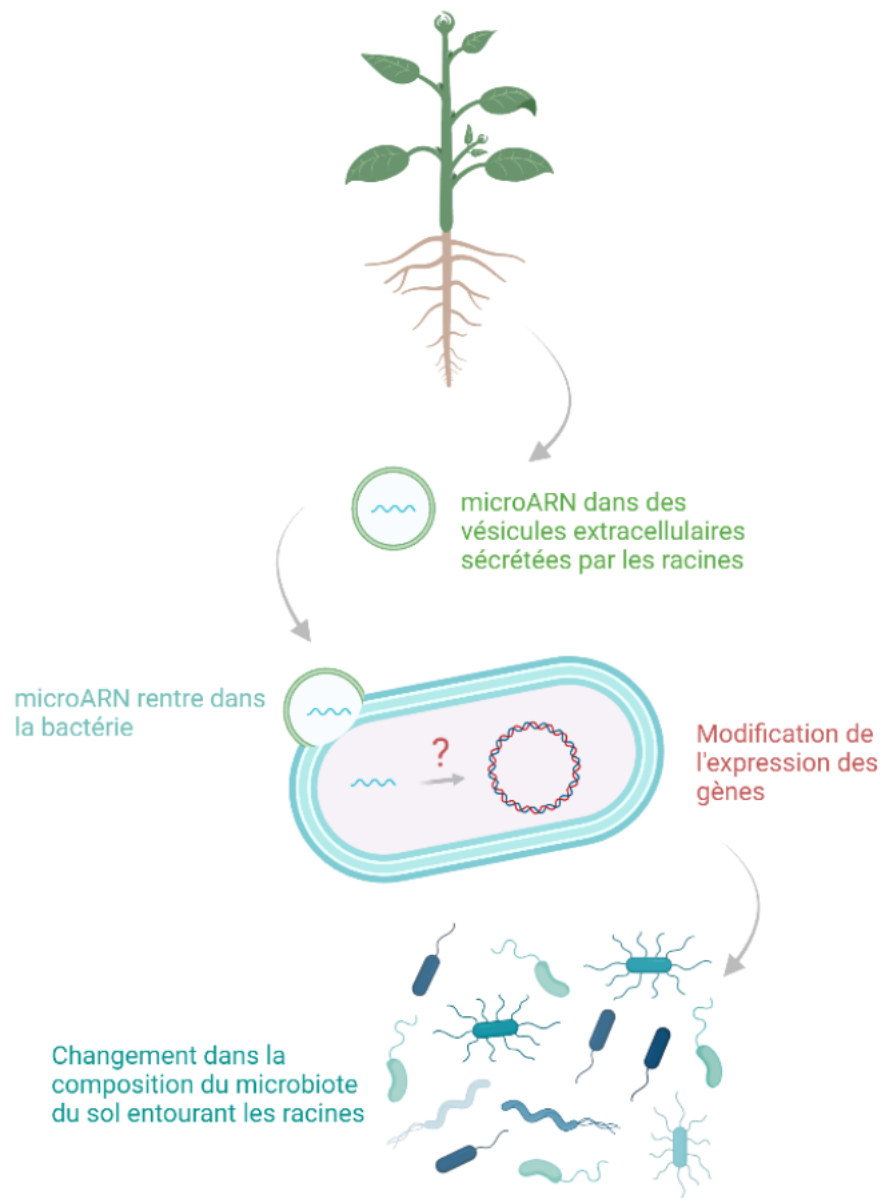 microARN dans des
vésicules extracellulaires
sécrétées par les racines
microARN rentre dans
la bactérie
?
Modification de
l'expression des
gènes
Changement dans la
composition du microbiote
du sol entourant les racines